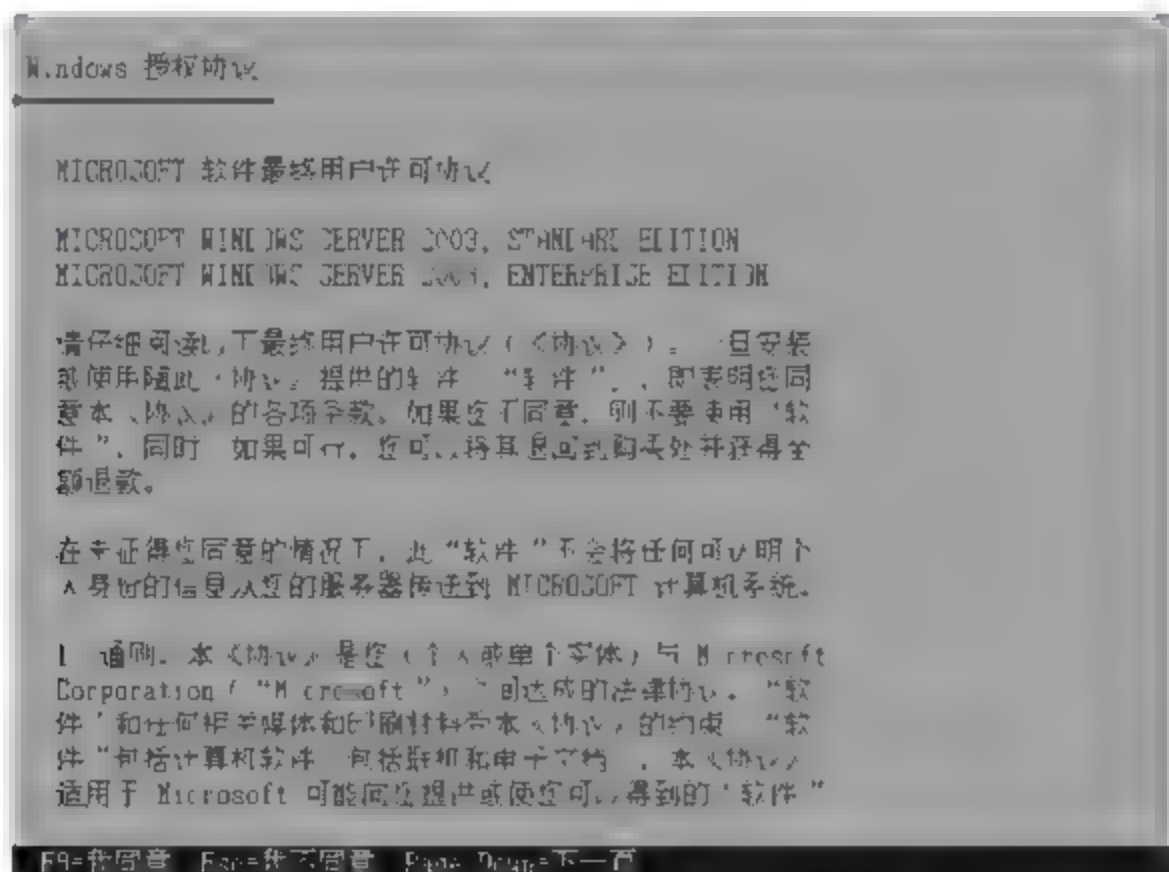 Windows 授权协议
MICROSOFT 软件最终用户许可协议
MICROSOFT WINDOWS SERVER 2003, STANDARD EDITION
MICROSOFT WINDOWS SERVER 2003, ENTERPRISE EDITION
请仔细阅读以下最终用户许可协议(《协议》)。一旦安装
或使用随此《协议》提供的软件(“软件”),即表明您同
意本《协议》的各项条款。如果您不同意,则不要使用“软
件”,同时,如果可行,您可以将其退回到购买处并获得全
额退款。
在未征得您同意的情况下,此“软件”不会将任何可识明个
人身份的信息从您的服务器传送到 MICROSOFT 计算机系统。
1. 通则。本《协议》是您(个人或单个实体)与 Microsoft
Corporation (“Microsoft”)之间达成的法律协议。“软
件”和任何相关媒体和印刷材料受本《协议》的约束。“软
件”包括计算机软件,包括联机和电子文档。本《协议》
适用于 Microsoft 可能向您提供或使您可以得到的“软件”
F8=我同意 Esc=我不同意 Page Down=下一页